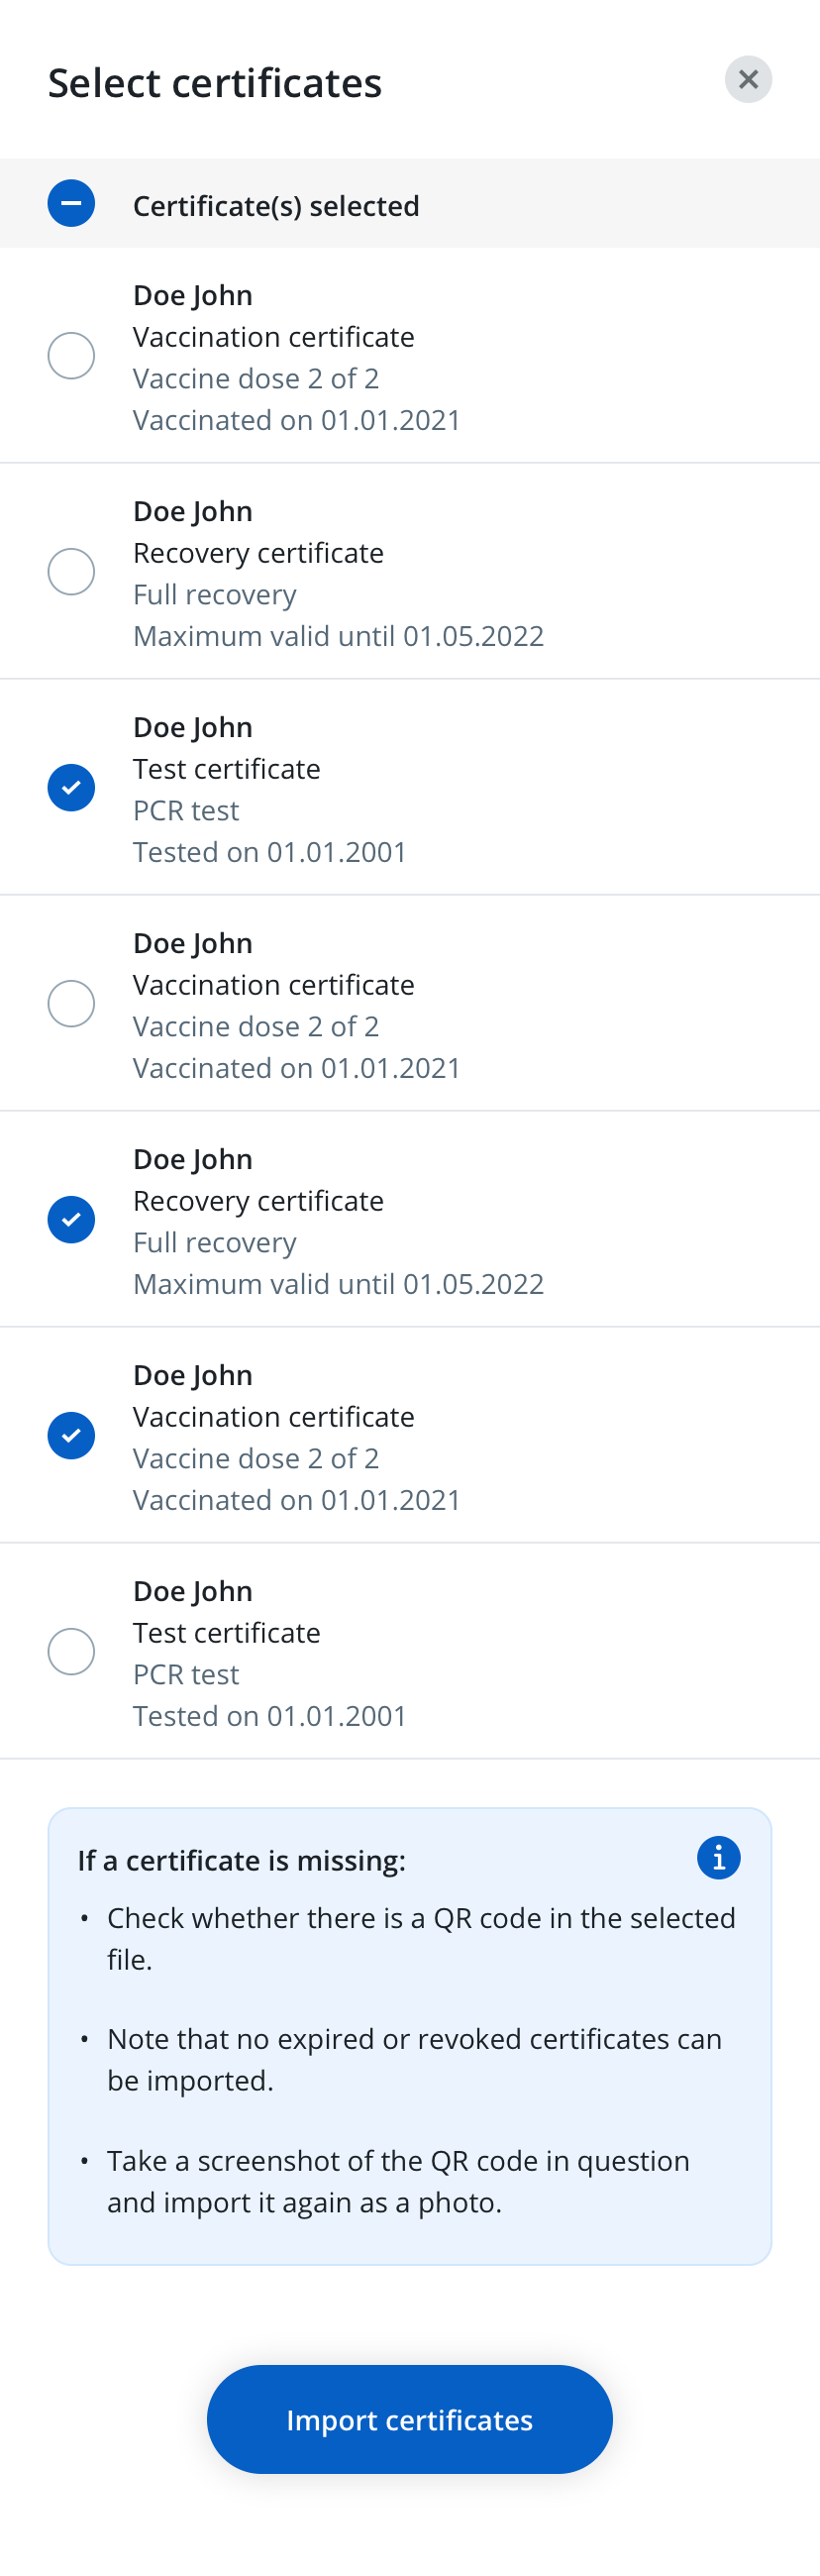 Select certificates
Certificate(s) selected
Doe John
Vaccination certificate
Vaccine dose 2 of 2
Vaccinated on 01.01.2021
Doe John
Recovery certificate
Full recovery
Maximum valid until 01.05.2022
Doe John
Test certificate
PCR test
Tested on 01.01.2001
Doe John
Vaccination certificate
Vaccine dose 2 of 2
Vaccinated on 01.01.2021
Doe John
Recovery certificate
Full recovery
Maximum valid until 01.05.2022
Doe John
Vaccination certificate
Vaccine dose 2 of 2
Vaccinated on 01.01.2021
Doe John
Test certificate
PCR test
Tested on 01.01.2001
If a certificate is missing:
• Check whether there is a QR code in the selected
file.
• Note that no expired or revoked certificates can
be imported.
• Take a screenshot of the QR code in question
and import it again as a photo.
Import certificates